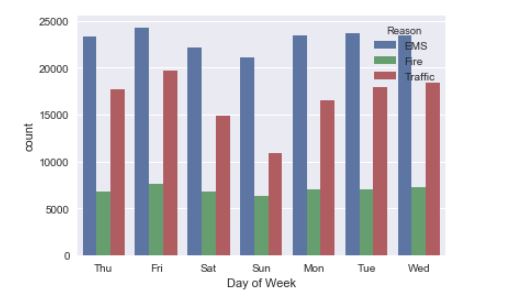 25000
20000
15000
10000
5000
0
count
Reason
EMS
Fire
Traffic
Thu Fri Sat Sun Mon Tue Wed
Day of Week